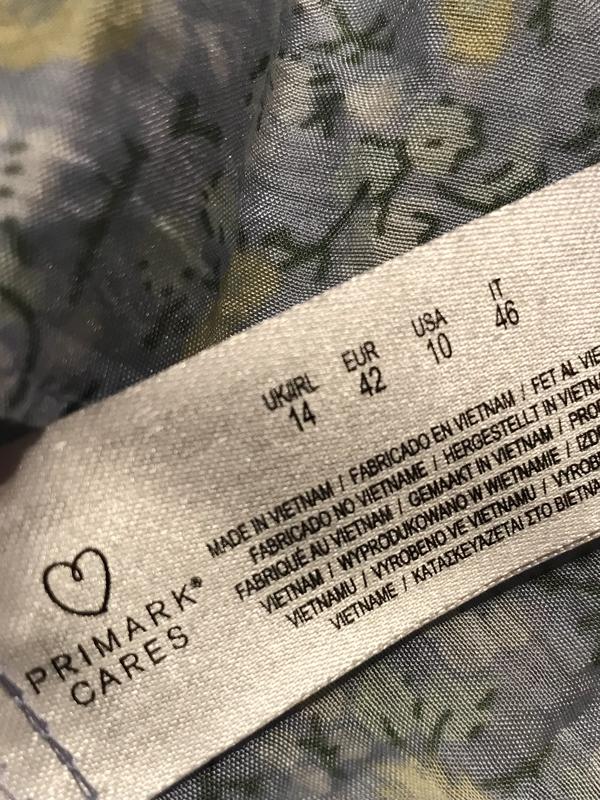 UK/IRL EUR USA IT
14 42 10 46
MADE IN VIETNAM / FABRICADO EN VIETNAM / FET AL
FABRICADO NO VIETNAME / HERGESTELLT IN
FABRIQUÉ AU VIETNAM / GEMAAKT IN VIETNAM /
VIETNAM / WYPRODUKOWANO W WIETNAMIE /
VIETNAMU / VYROBENO VE VIETNAMU /
VIETNAME / ΚΑΤΑΣΚΕΥΑΖΕΤΑΙ ΣΤΟ
PRIMARK®
CARES